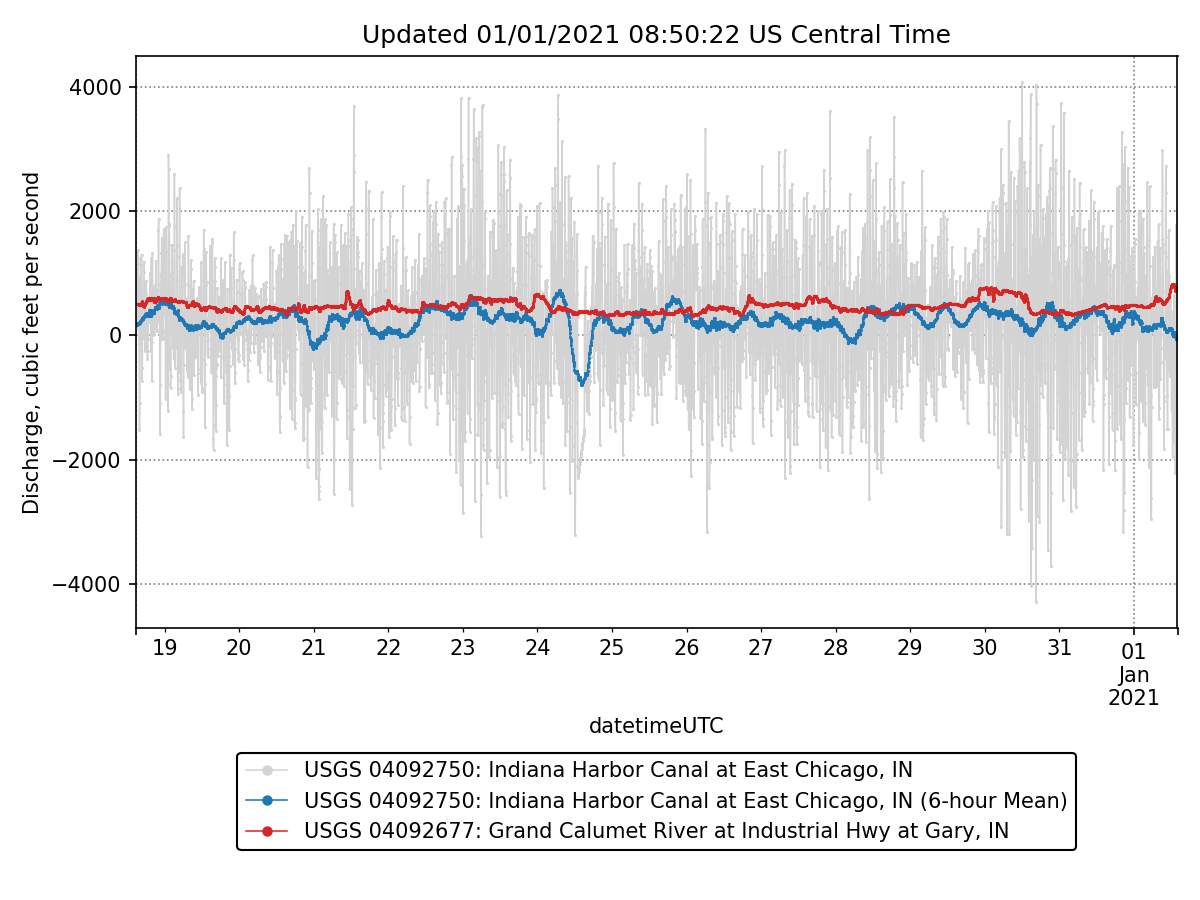 Updated 01/01/2021 08:50:22 US Central Time
Discharge, cubic feet per second
4000
2000
0
−2000
−4000
19 20 21 22 23 24 25 26 27 28 29 30 31 01
Jan
2021
datetimeUTC
USGS 04092750: Indiana Harbor Canal at East Chicago, IN
USGS 04092750: Indiana Harbor Canal at East Chicago, IN (6-hour Mean)
USGS 04092677: Grand Calumet River at Industrial Hwy at Gary, IN